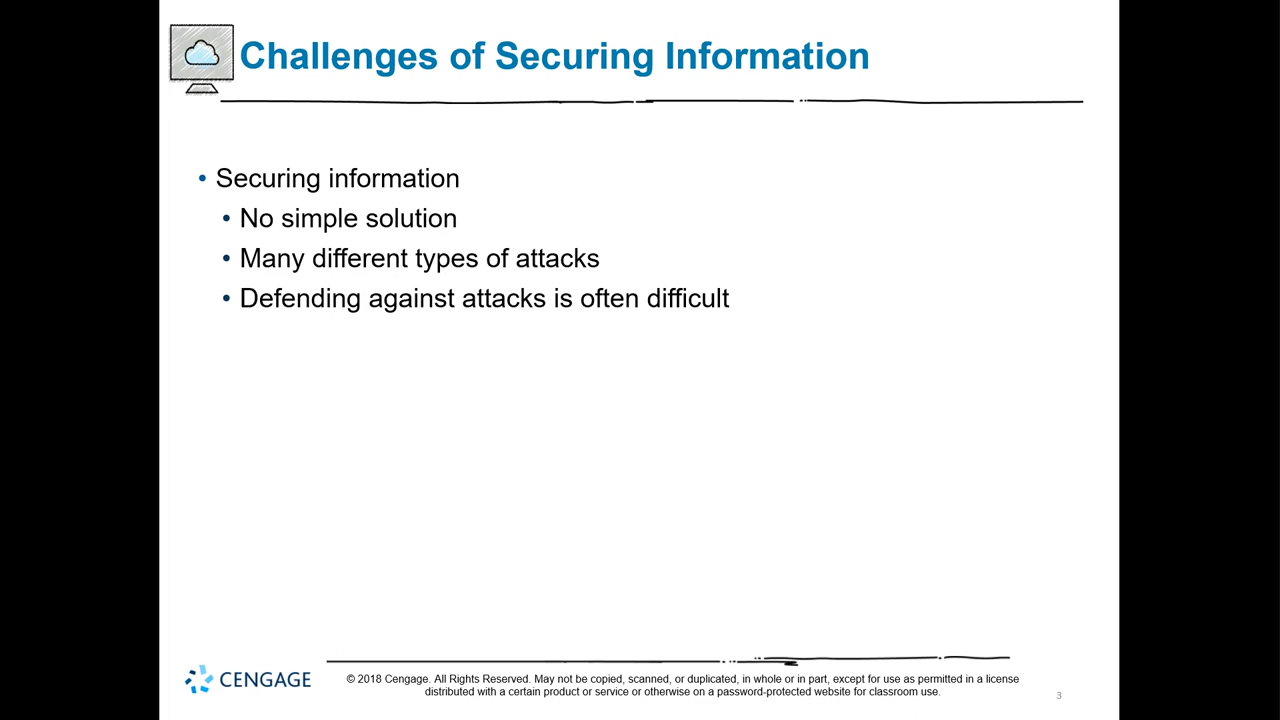 Challenges of Securing Information
• Securing information
• No simple solution
• Many different types of attacks
• Defending against attacks is often difficult
CENGAGE
© 2018 Cengage. All Rights Reserved. May not be copied, scanned, or duplicated, in whole or in part, except for use as permitted in a license
distributed with a certain product or service or otherwise on a password-protected website for classroom use.
3